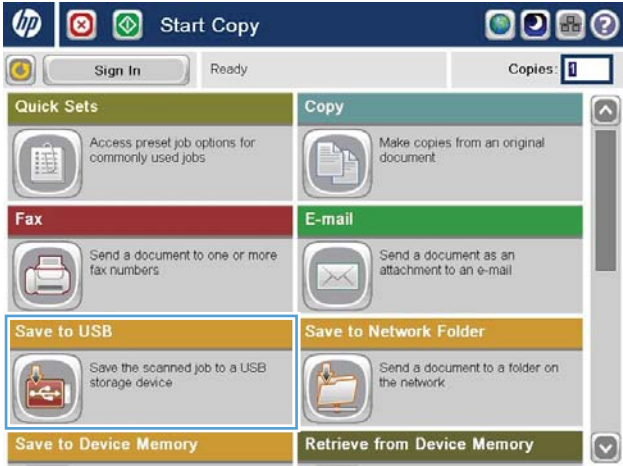 hp Start Copy ?
Sign In Ready Copies: 1
Quick Sets
Access preset job options for
commonly used jobs
Copy
Make copies from an original
document
Fax
Send a document to one or more
fax numbers
E-mail
Send a document as an
attachment to an e-mail
Save to USB
Save the scanned job to a USB
storage device
Save to Network Folder
Send a document to a folder on
the network
Save to Device Memory
Retrieve from Device Memory